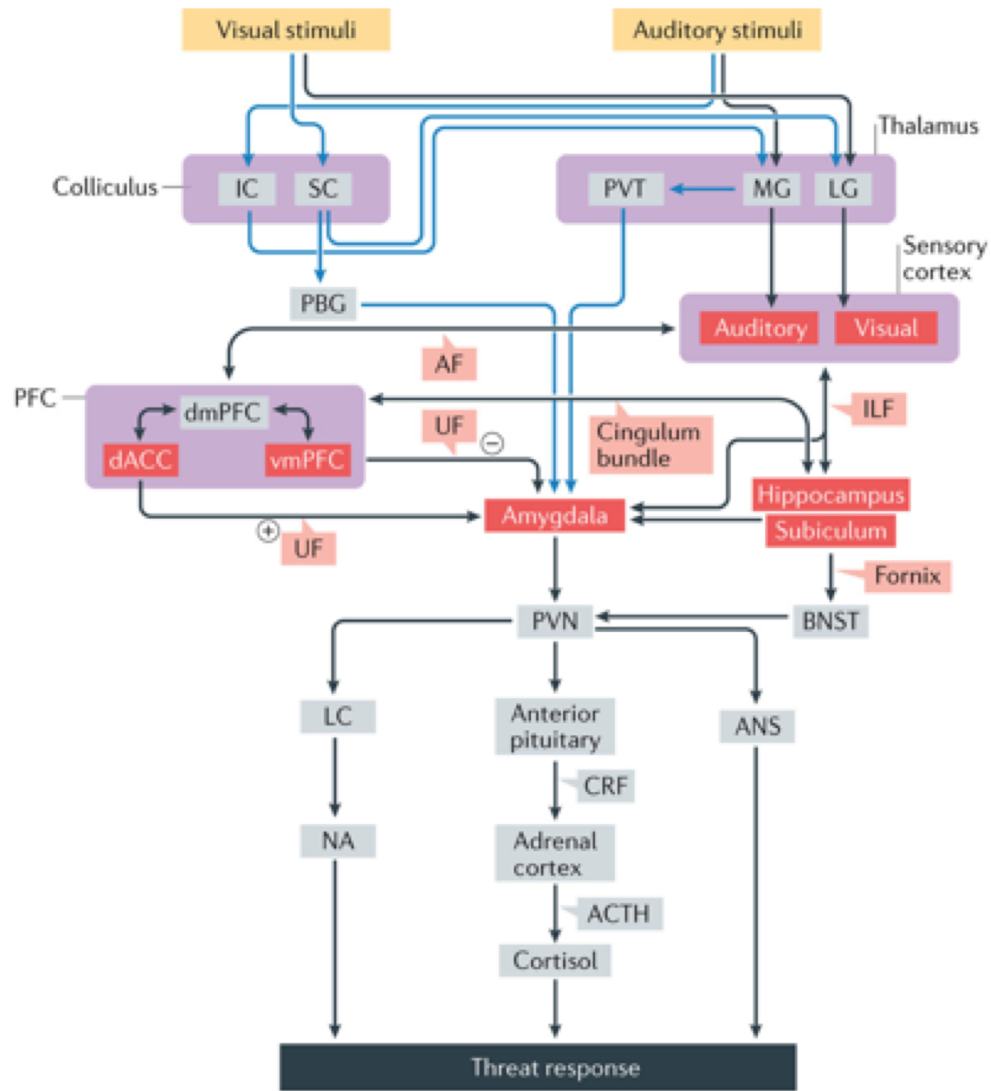 Visual stimuli
Auditory stimuli
Thalamus
Colliculus
IC
SC
PVT
MG
LG
Sensory
cortex
PBG
Auditory
Visual
AF
PFC
dmPFC
dACC
vmPFC
UF
−
Cingulum
bundle
ILF
Hippocampus
Amygdala
Subiculum
+
UF
Fornix
PVN
BNST
LC
Anterior
pituitary
ANS
CRF
NA
Adrenal
cortex
ACTH
Cortisol
Threat response